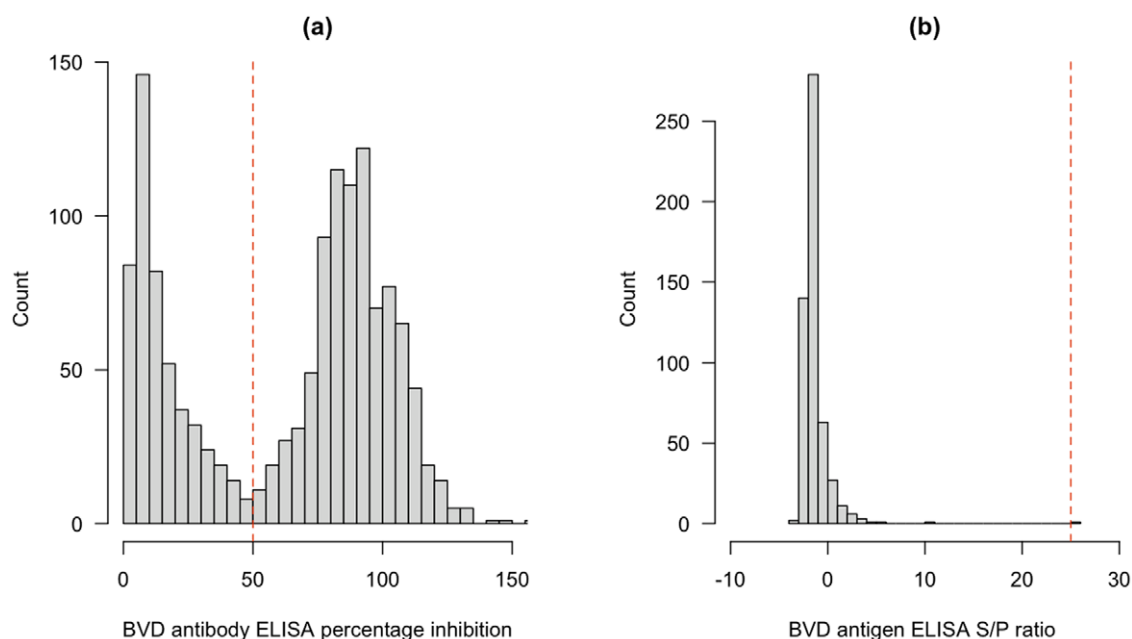 (a)
150
100
50
0
Count
0 50 100 150
BVD antibody ELISA percentage inhibition
(b)
250
200
150
100
50
0
Count
-10 0 10 20 30
BVD antigen ELISA S/P ratio